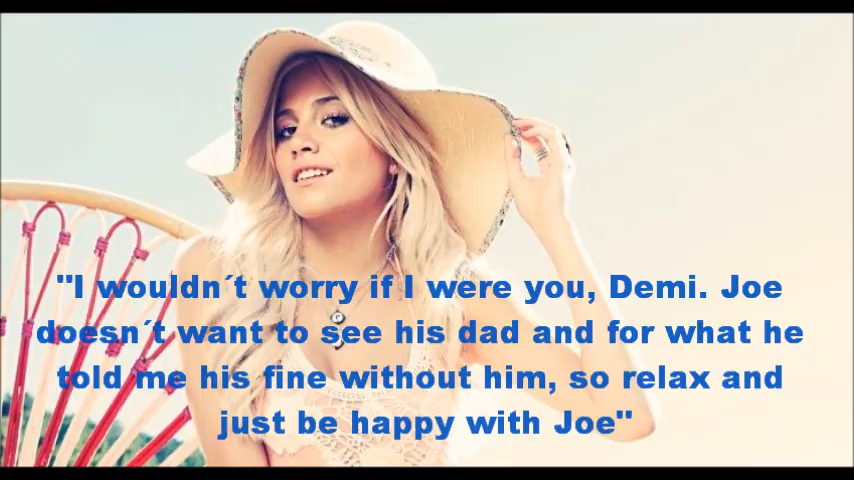 "I wouldn´t worry if I were you, Demi. Joe
doesn´t want to see his dad and for what he
told me his fine without him, so relax and
just be happy with Joe"